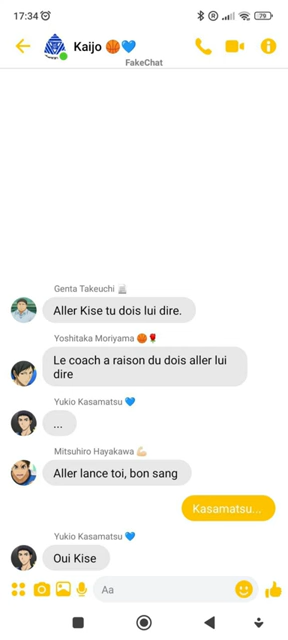 17:34
79
Kaijo 🏀💙
FakeChat
Genta Takeuchi
Aller Kise tu dois lui dire.
Yoshitaka Moriyama 🏀🌹
Le coach a raison du dois aller lui
dire
Yukio Kasamatsu 💙
...
Mitsuhiro Hayakawa 💪🏻
Aller lance toi, bon sang
Kasamatsu...
Yukio Kasamatsu 💙
Oui Kise
Aa